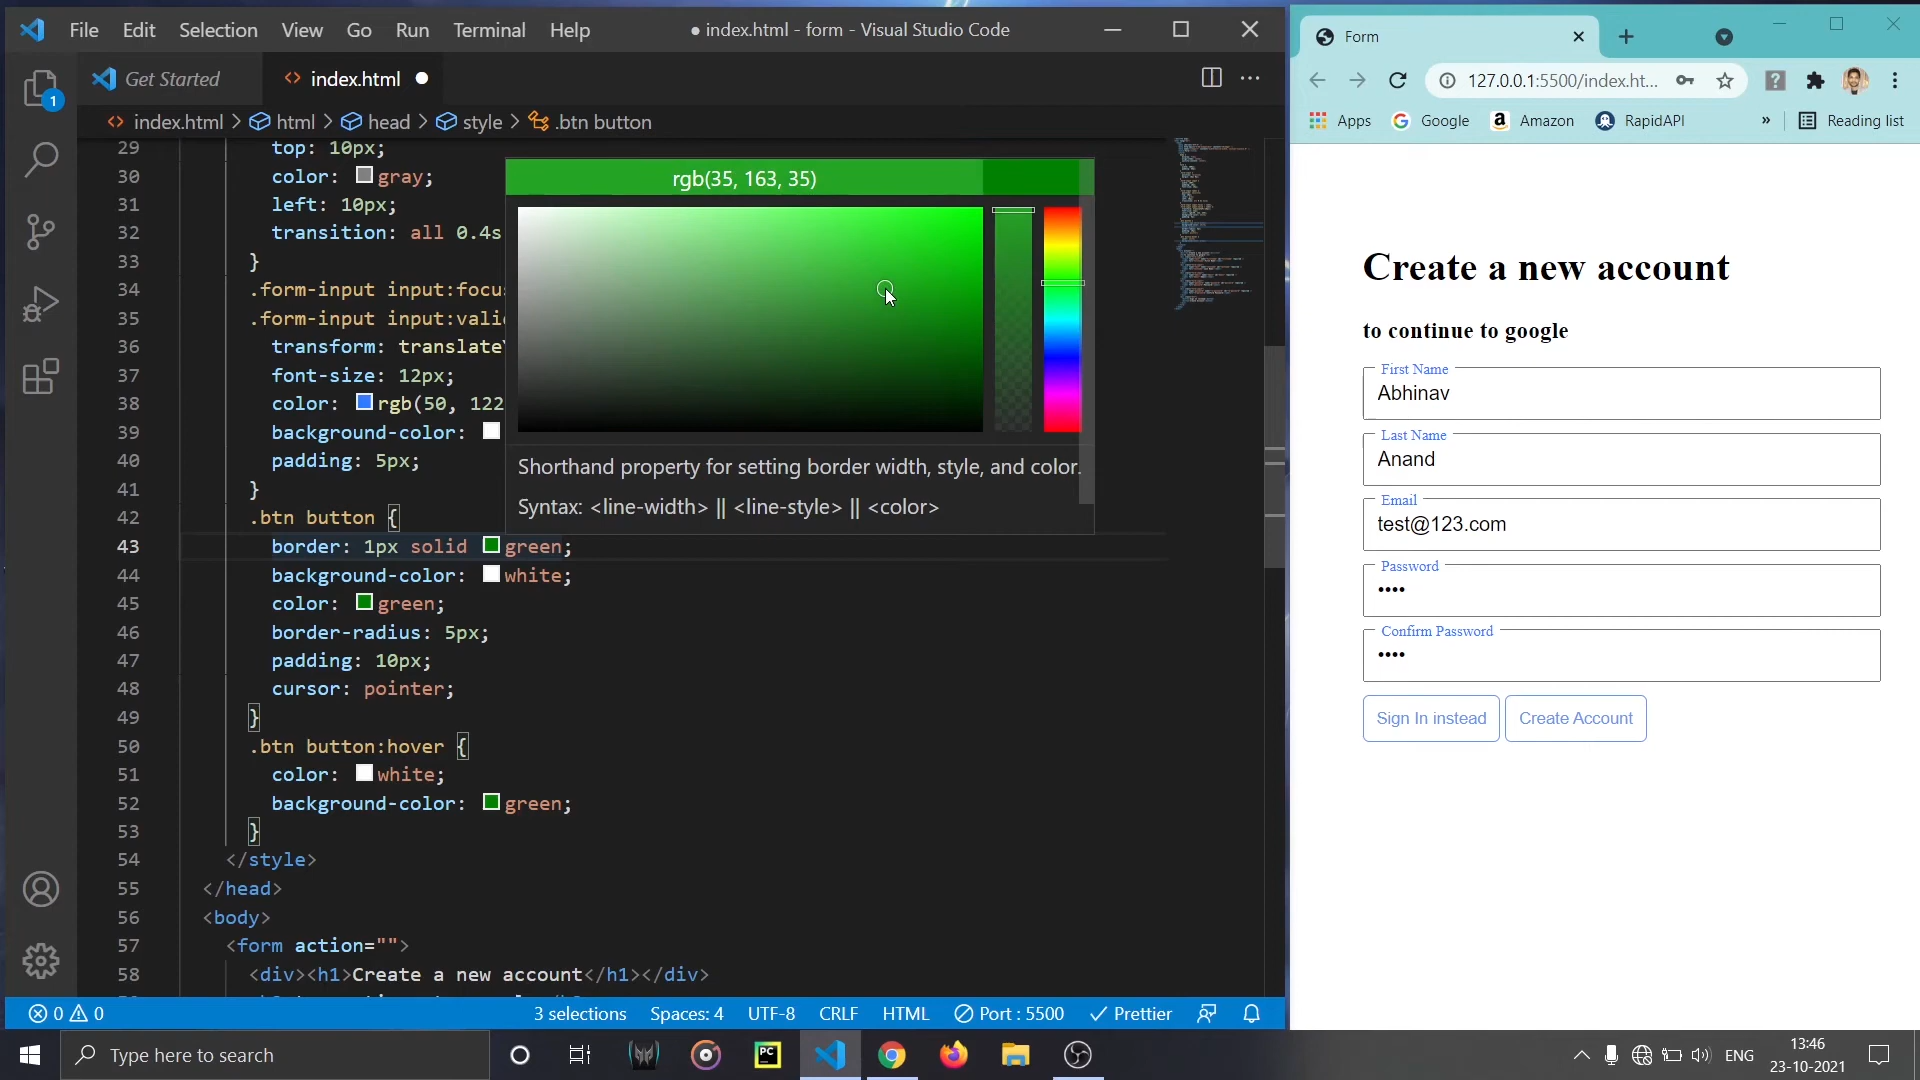 File Edit Selection View Go Run Terminal Help ● index.html - form - Visual Studio Code
Get Started <> index.html ●
<> index.html > html > head > style > .btn button
29 top: 10px;
30 color: gray;
31 left: 10px;
32 transition: all 0.4s
33 }
34 .form-input input:focu
35 .form-input input:vali
36 transform: translate
37 font-size: 12px;
38 color: rgb(50, 122
39 background-color:
40 padding: 5px;
41 }
42 .btn button {
43 border: 1px solid green;
44 background-color: white;
45 color: green;
46 border-radius: 5px;
47 padding: 10px;
48 cursor: pointer;
49 }
50 .btn button:hover {
51 color: white;
52 background-color: green;
53 }
54 </style>
55 </head>
56 <body>
57 <form action="">
58 <div><h1>Create a new account</h1></div>
rgb(35, 163, 35)
Shorthand property for setting border width, style, and color.
Syntax: <line-width> || <line-style> || <color>
1
0 0 3 selections Spaces: 4 UTF-8 CRLF HTML Port : 5500 Prettier
Form
127.0.0.1:5500/index.ht...
Apps Google Amazon RapidAPI » Reading list
Create a new account
to continue to google
First Name
Abhinav
Last Name
Anand
Email
test@123.com
Password
••••
Confirm Password
••••
Sign In instead Create Account
Type here to search
PC
ENG
13:46
23-10-2021